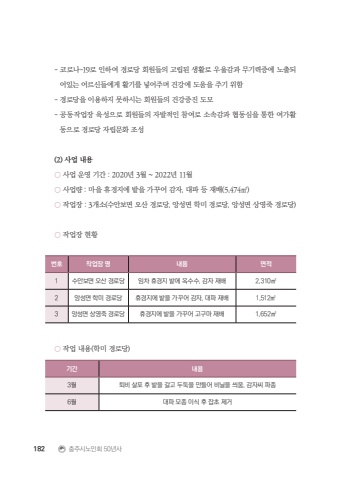 - 코로나-19로 인하여 경로당 회원들의 고립된 생활로 우울감과 무기력증에 노출되
어있는 어르신들에게 활기를 넣어주며 건강에 도움을 주기 위함
- 경로당을 이용하지 못하시는 회원들의 건강증진 도모
- 공동작업장 육성으로 회원들의 자발적인 참여로 소속감과 협동심을 통한 여가활
동으로 경로당 자립문화 조성
(2) 사업 내용
○ 사업 운영 기간 : 2020년 3월 ~ 2022년 11월
○ 사업량 : 마을 휴경지에 밭을 가꾸어 감자, 대파 등 재배(5,474㎡)
○ 작업장 : 3개소(수안보면 오산 경로당, 앙성면 학미 경로당, 앙성면 상영죽 경로당)
○ 작업장 현황
번호 작업장 명 내용 면적
1 수안보면 오산 경로당 임차 휴경지 밭에 옥수수, 감자 재배 2,310㎡
2 앙성면 학미 경로당 휴경지에 밭을 가꾸어 감자, 대파 재배 1,512㎡
3 앙성면 상영죽 경로당 휴경지에 밭을 가꾸어 고구마 재배 1,652㎡
○ 작업 내용(학미 경로당)
기간 내용
3월 퇴비 살포 후 밭을 갈고 두둑을 만들어 비닐을 씌움, 감자씨 파종
6월 대파 모종 이식 후 잡초 제거
182 충주시노인회 50년사